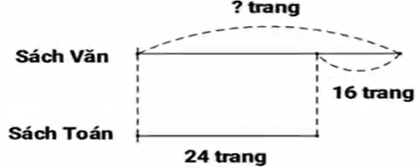 ? trang
Sách Văn
16 trang
Sách Toán
24 trang